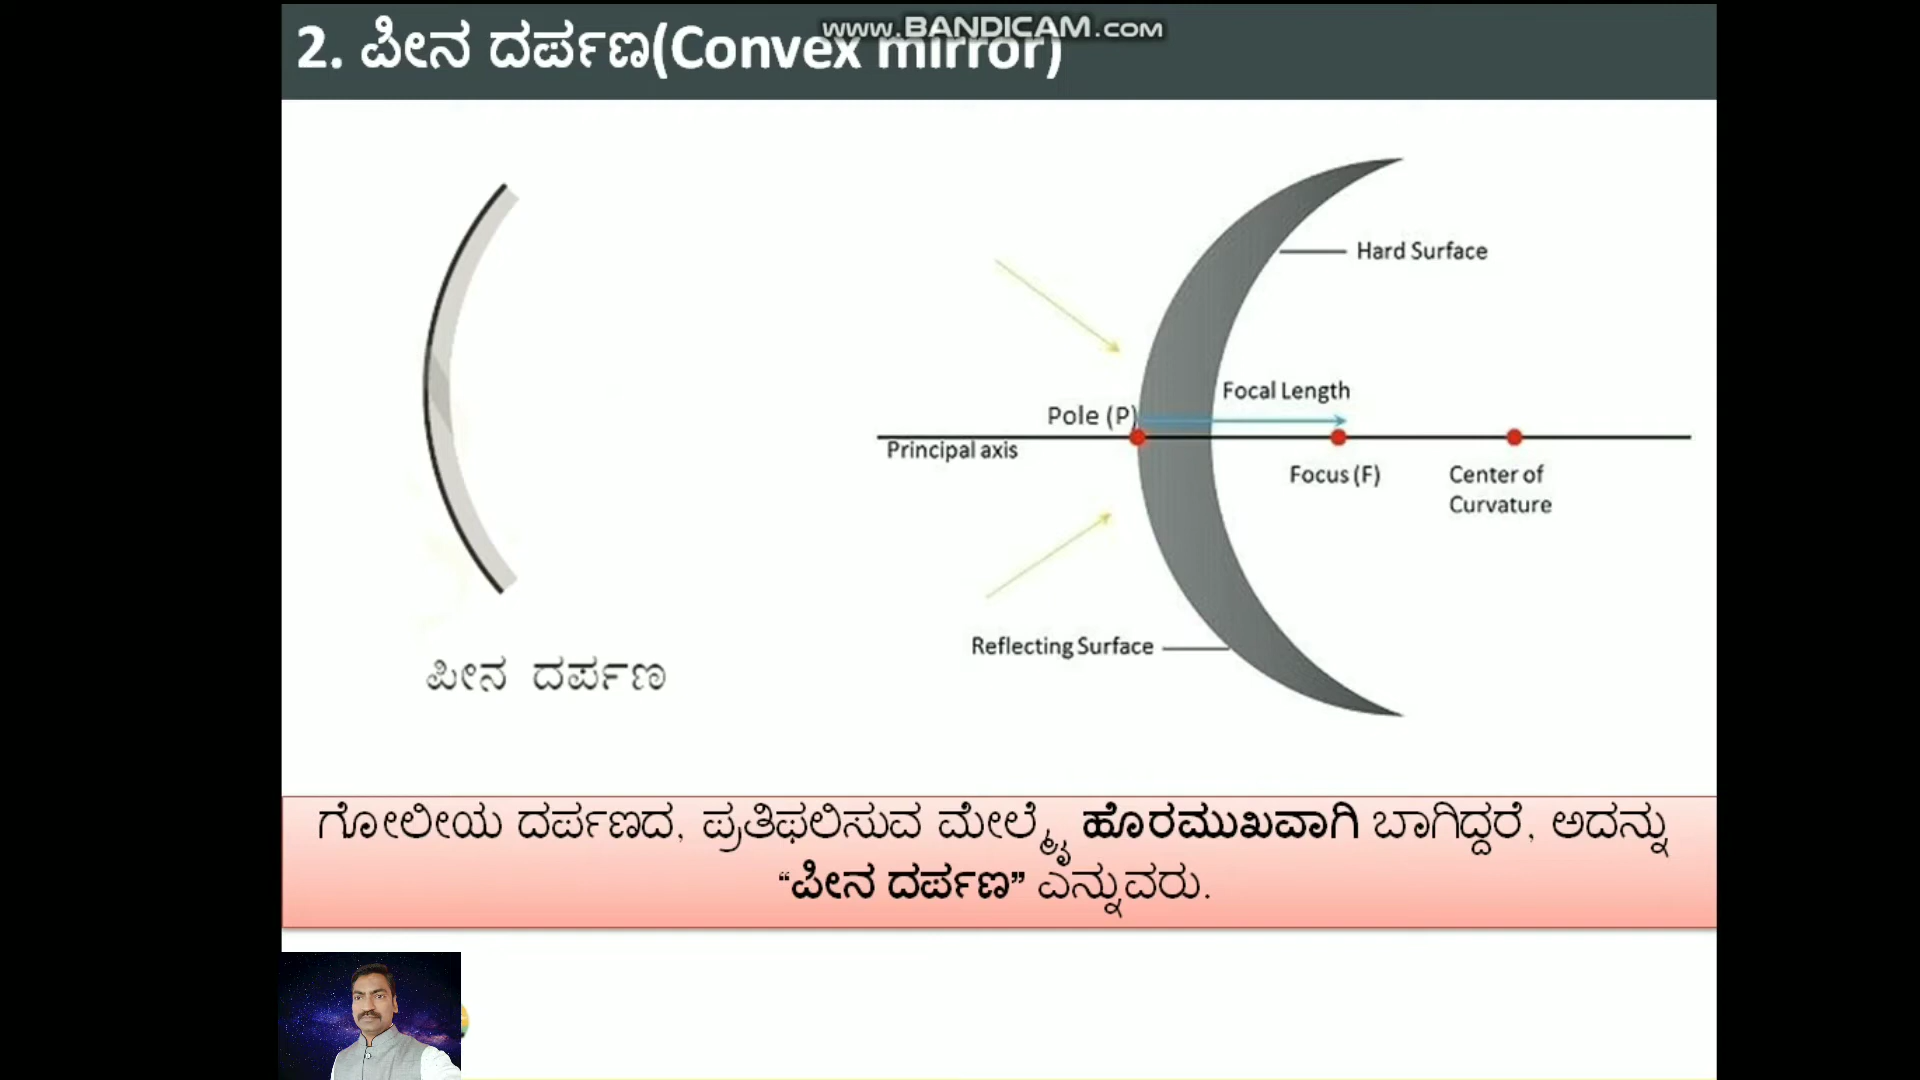 www.BANDICAM.com
2. ಪೀನ ದರ್ಪಣ(Convex mirror)
Hard Surface
Focal Length
Pole (P)
Principal axis
Focus (F)
Center of
Curvature
Reflecting Surface
ಪೀನ ದರ್ಪಣ
ಗೋಲೀಯ ದರ್ಪಣದ, ಪ್ರತಿಫಲಿಸುವ ಮೇಲ್ಮೈ ಹೊರಮುಖವಾಗಿ ಬಾಗಿದ್ದರೆ, ಅದನ್ನು
“ಪೀನ ದರ್ಪಣ” ಎನ್ನುವರು.